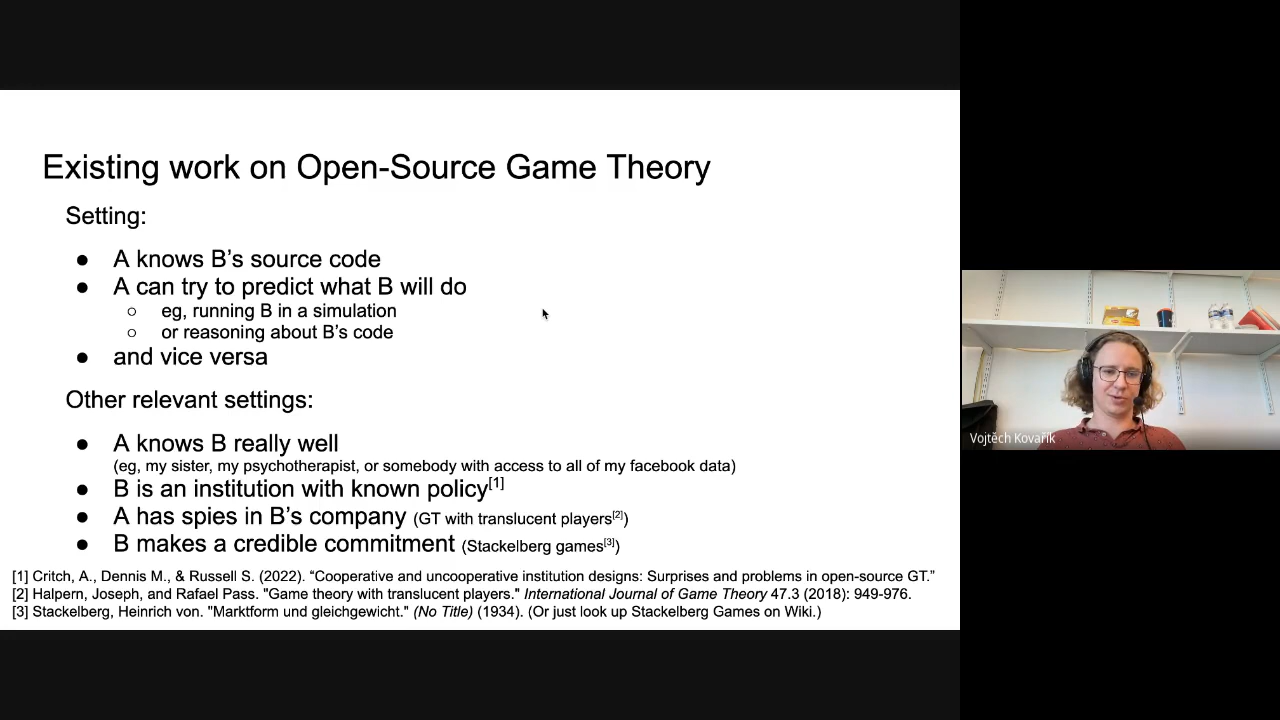 Existing work on Open-Source Game Theory
Setting:
● A knows B’s source code
● A can try to predict what B will do
○ eg, running B in a simulation
○ or reasoning about B’s code
● and vice versa
Other relevant settings:
● A knows B really well
(eg, my sister, my psychotherapist, or somebody with access to all of my facebook data)
● B is an institution with known policy[1]
● A has spies in B’s company (GT with translucent players[2])
● B makes a credible commitment (Stackelberg games[3])
[1] Critch, A., Dennis M., & Russell S. (2022). “Cooperative and uncooperative institution designs: Surprises and problems in open-source GT.”
[2] Halpern, Joseph, and Rafael Pass. "Game theory with translucent players." International Journal of Game Theory 47.3 (2018): 949-976.
[3] Stackelberg, Heinrich von. "Marktform und gleichgewicht." (No Title) (1934). (Or just look up Stackelberg Games on Wiki.)
Vojtěch Kovařík